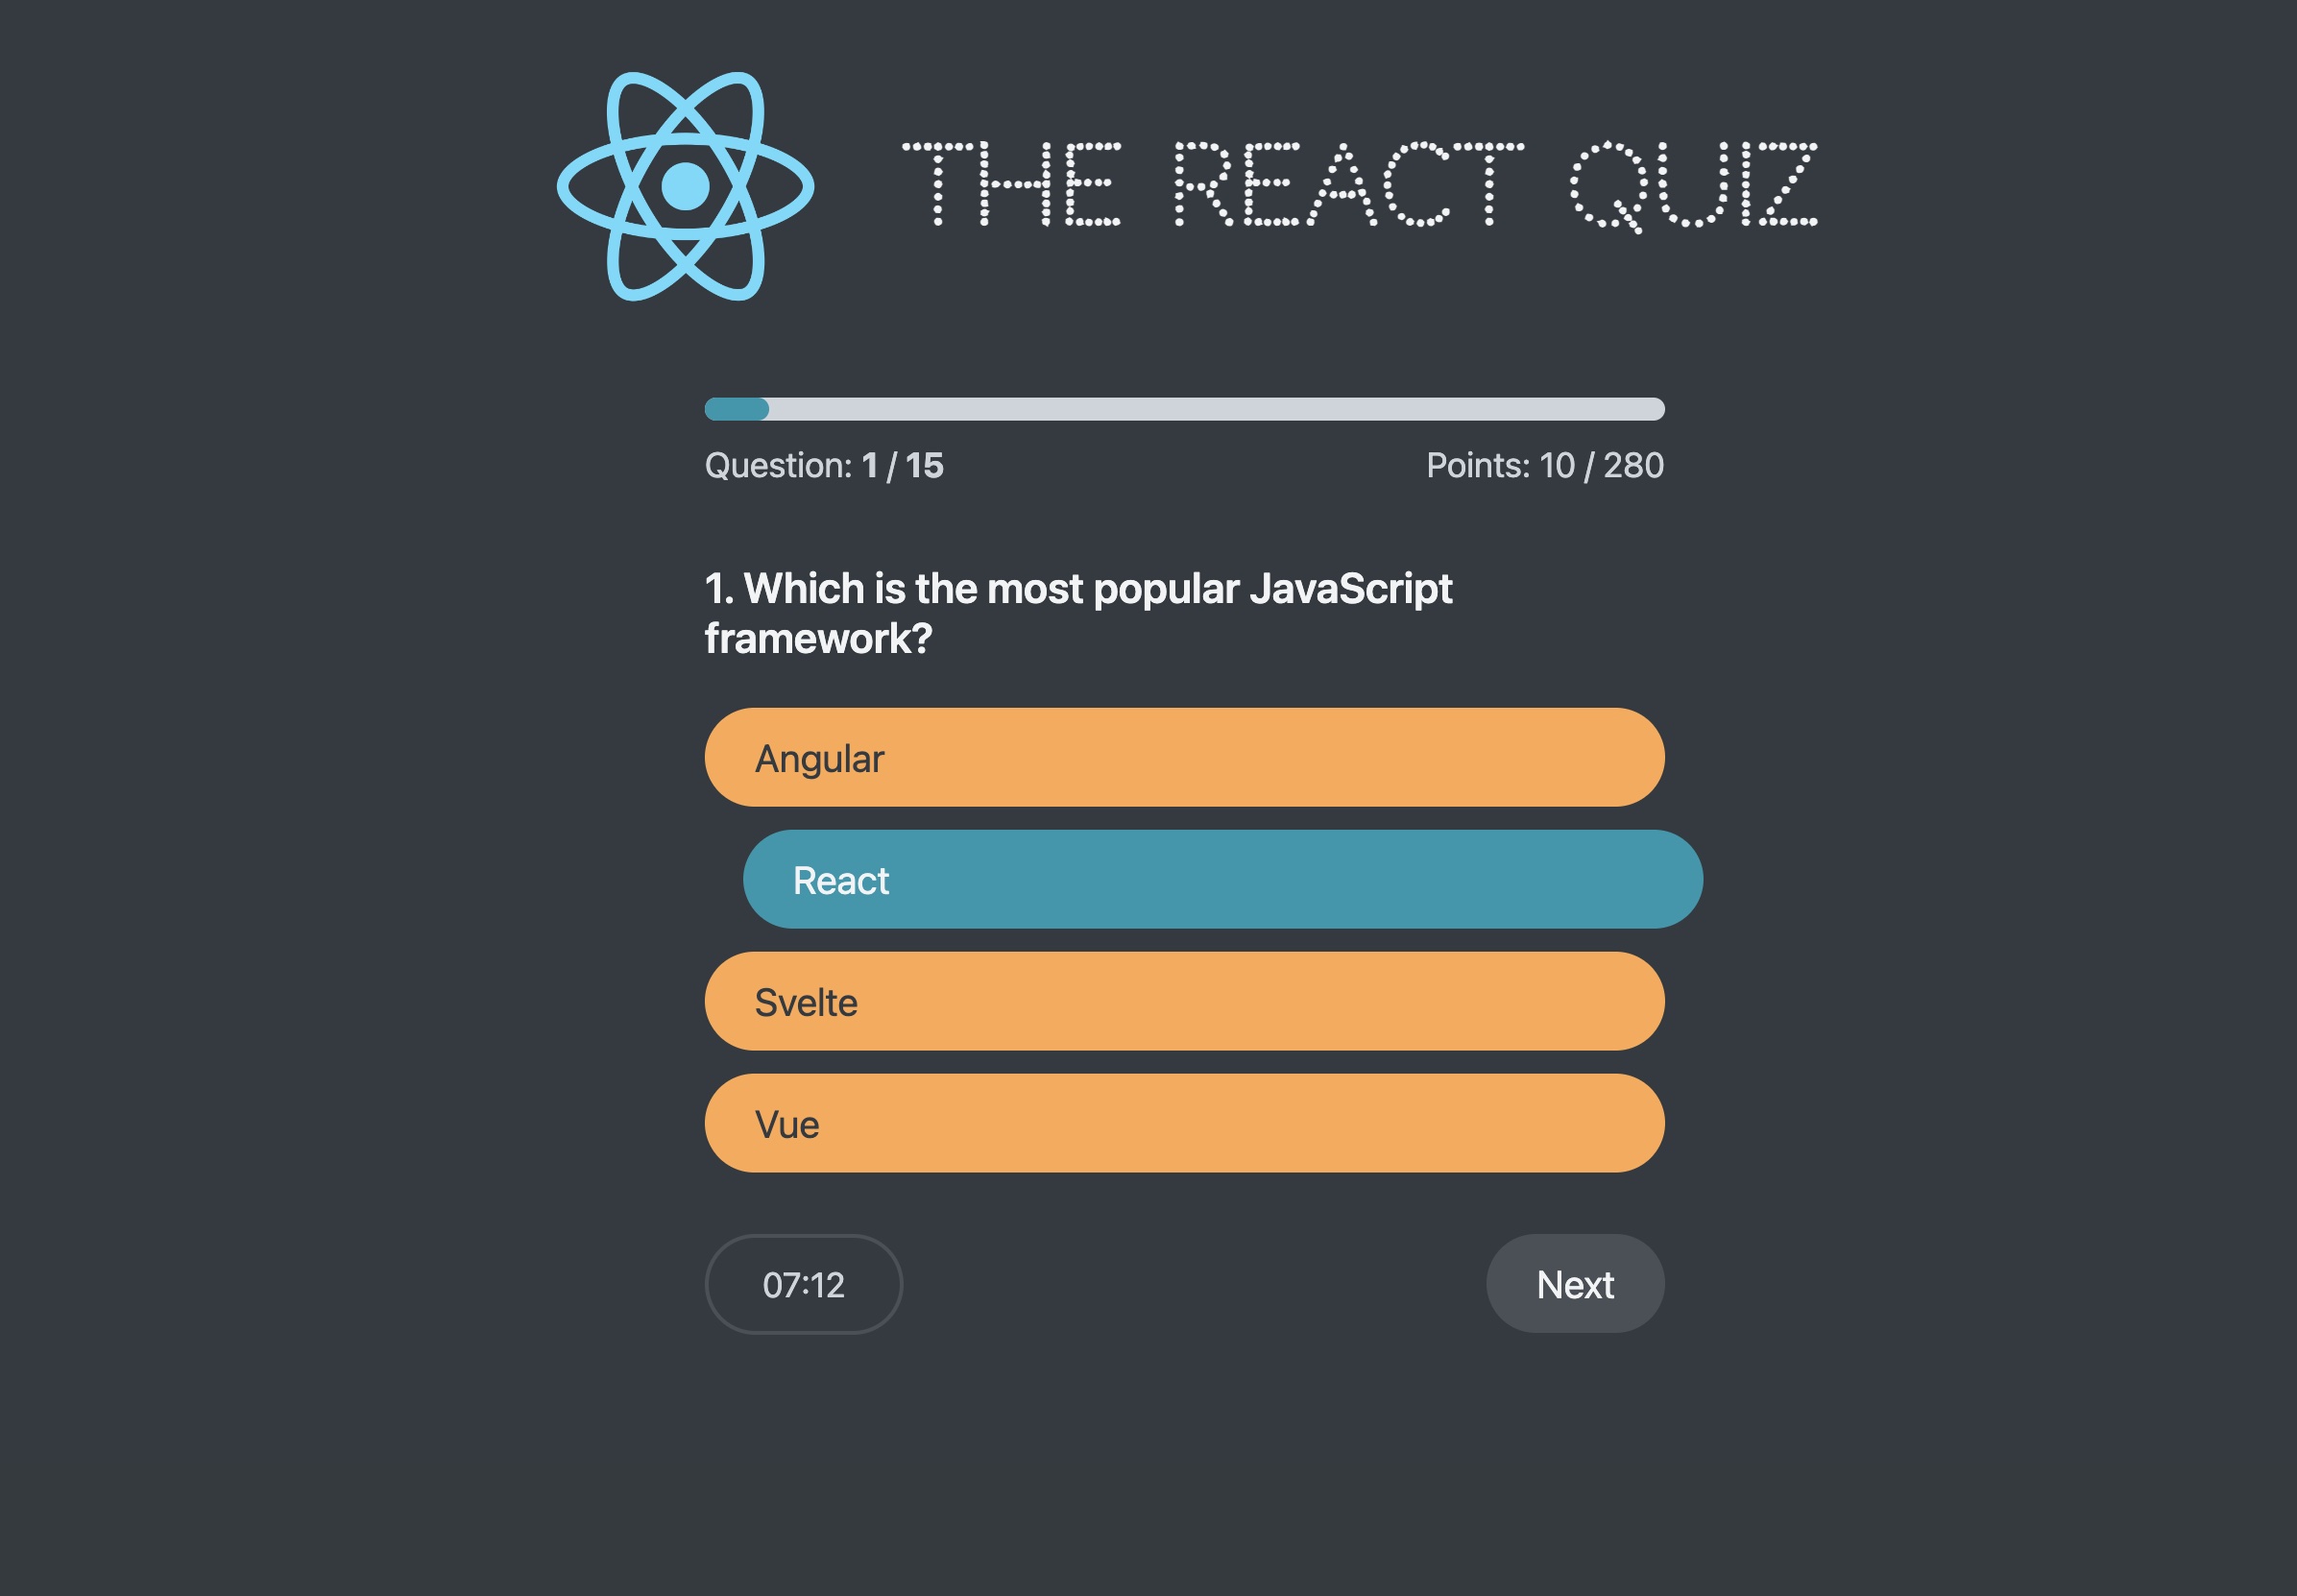 THE REACT QUIZ
Question: 1 / 15
Points: 10 / 280
1. Which is the most popular JavaScript
framework?
Angular
React
Svelte
Vue
07:12
Next